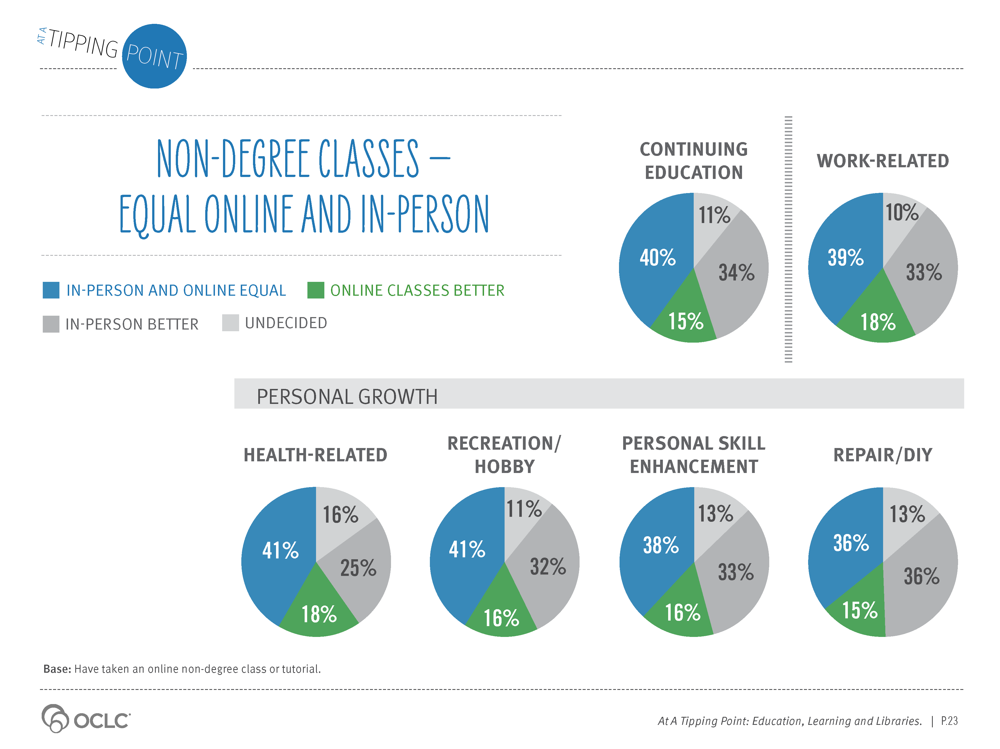 AT A TIPPING POINT
NON-DEGREE CLASSES –
EQUAL ONLINE AND IN-PERSON
IN-PERSON AND ONLINE EQUAL
ONLINE CLASSES BETTER
IN-PERSON BETTER
UNDECIDED
CONTINUING
EDUCATION
11%
40%
34%
15%
WORK-RELATED
10%
39%
33%
18%
PERSONAL GROWTH
HEALTH-RELATED
16%
41%
25%
18%
RECREATION/
HOBBY
11%
41%
32%
16%
PERSONAL SKILL
ENHANCEMENT
13%
38%
33%
16%
REPAIR/DIY
13%
36%
36%
15%
Base: Have taken an online non-degree class or tutorial.
OCLC
At A Tipping Point: Education, Learning and Libraries. | P.23